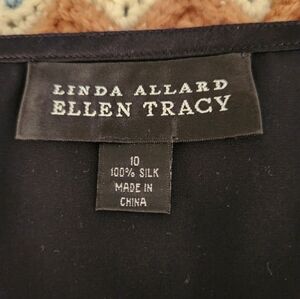 LINDA ALLARD
ELLEN TRACY
10
100% SILK
MADE IN
CHINA